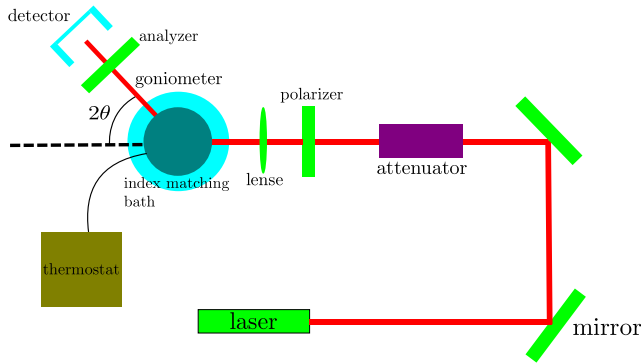 detector
analyzer
goniometer
2θ
polarizer
attenuator
lense
index matching
bath
thermostat
laser
mirror